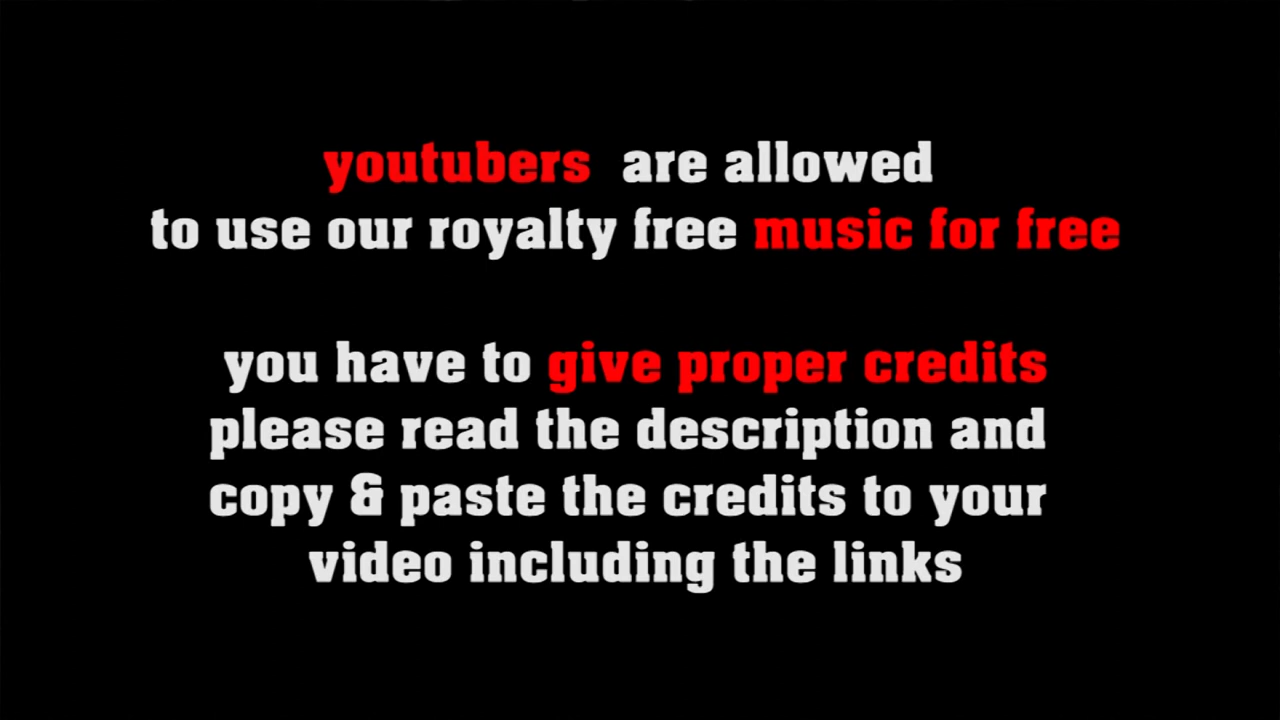 youtubers are allowed
to use our royalty free music for free
you have to give proper credits
please read the description and
copy & paste the credits to your
video including the links